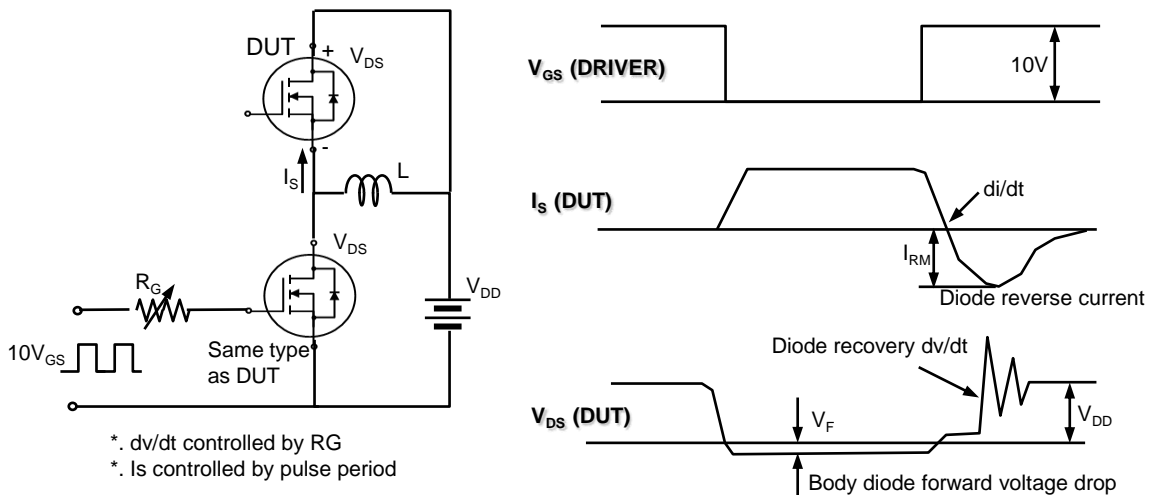 DUT
+
V_DS
-
I_S
L
V_DS
R_G
V_DD
10V_GS
Same type
as DUT
*. dv/dt controlled by RG
*. Is controlled by pulse period
V_GS (DRIVER)
10V
I_S (DUT)
di/dt
I_RM
Diode reverse current
Diode recovery dv/dt
V_DS (DUT)
V_F
V_DD
Body diode forward voltage drop